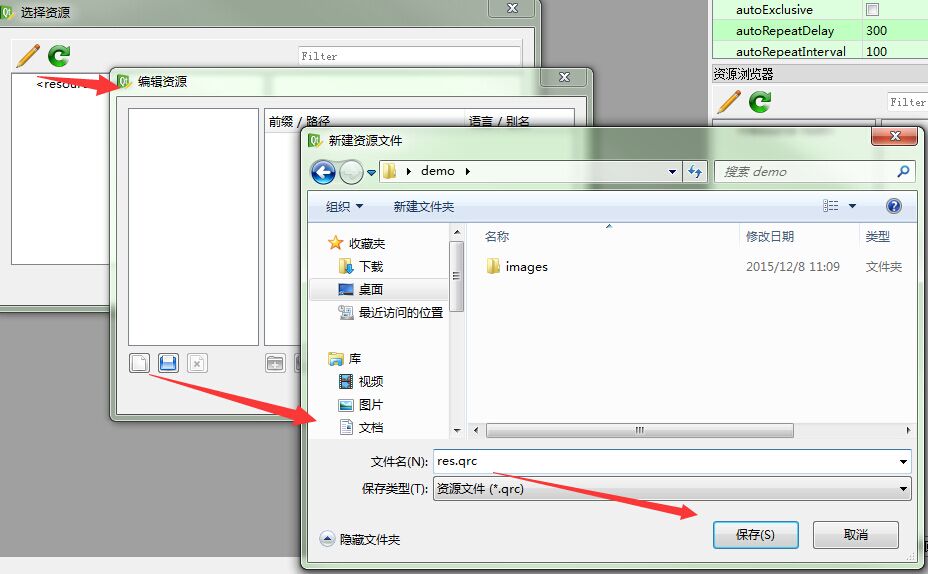 选择资源
Filter
编辑资源
前缀 / 路径
语言 / 别名
autoExclusive
autoRepeatDelay 300
autoRepeatInterval 100
资源浏览器
Filter
新建资源文件
demo
搜索 demo
组织
新建文件夹
收藏夹
下载
桌面
最近访问的位置
库
视频
图片
文档
名称 修改日期 类型
images 2015/12/8 11:09 文件夹
文件名(N): res.qrc
保存类型(T): 资源文件 (*.qrc)
隐藏文件夹
保存(S)
取消